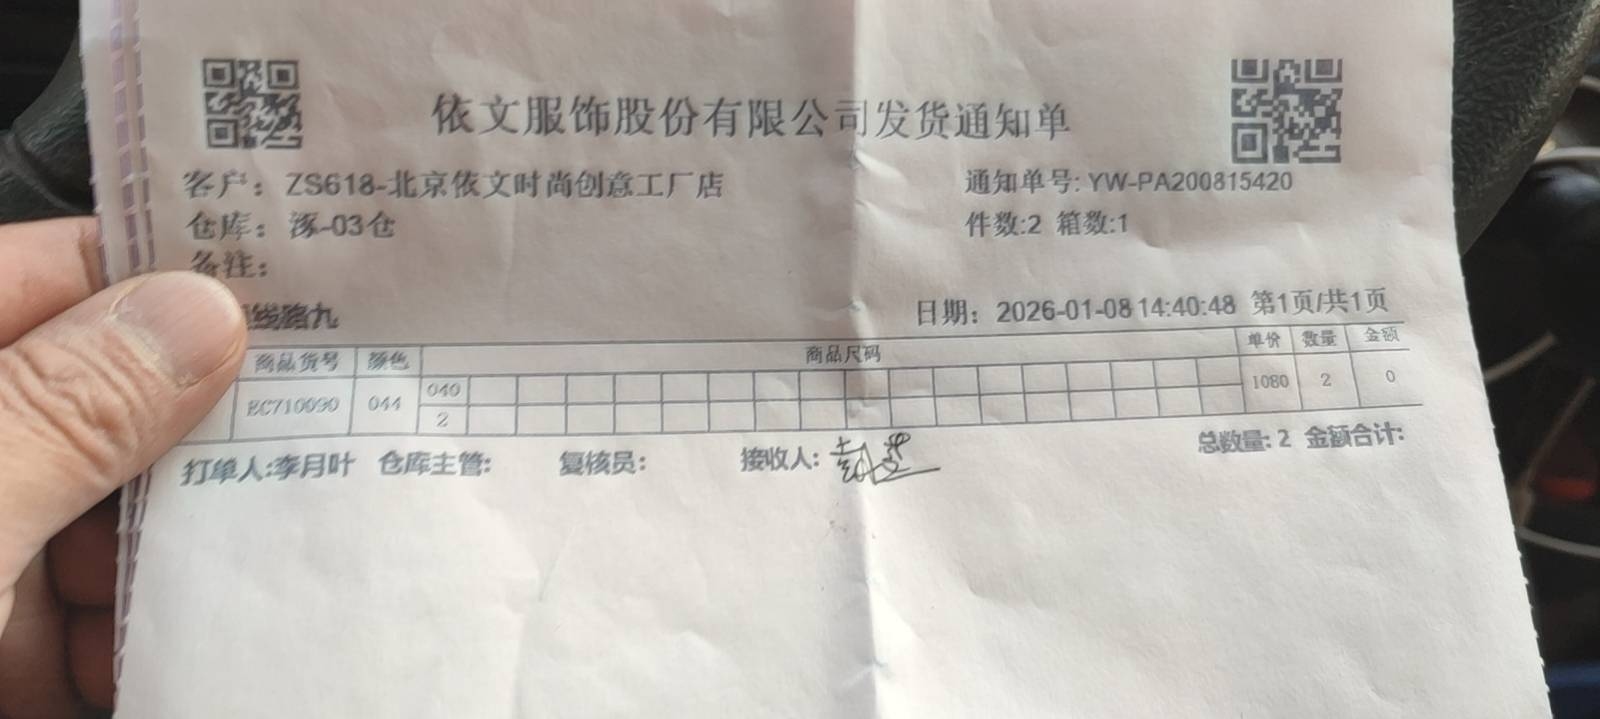 依文服饰股份有限公司发货通知单
客户：ZS618-北京依文时尚创意工厂店 通知单号: YW-PA200815420
仓库：涿-03仓 件数:2 箱数:1
备注：
线路九 日期：2026-01-08 14:40:48 第1页/共1页
商品货号 颜色 商品尺码 单价 数量 金额
EC710090 044 040 1080 2 0
2
总数量: 2 金额合计:
打单人:李月叶 仓库主管: 复核员: 接收人: